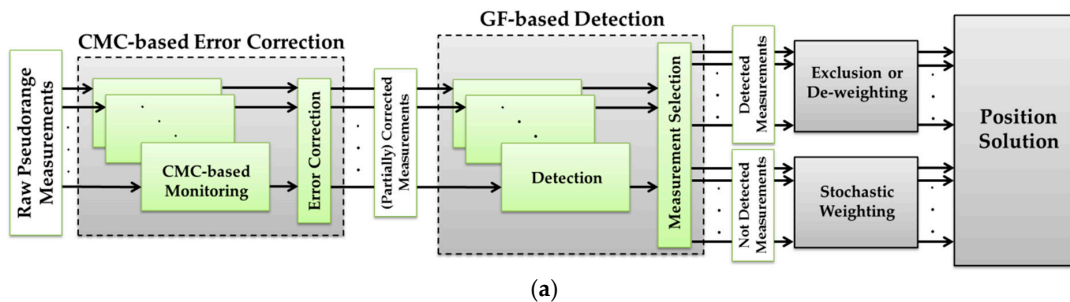 CMC-based Error Correction
GF-based Detection
Raw Pseudorange
Measurements
CMC-based
Monitoring
Error Correction
(Partially) Corrected
Measurements
Detection
Measurement Selection
Detected
Measurements
Not Detected
Measurements
Exclusion or
De-weighting
Stochastic
Weighting
Position
Solution
(a)